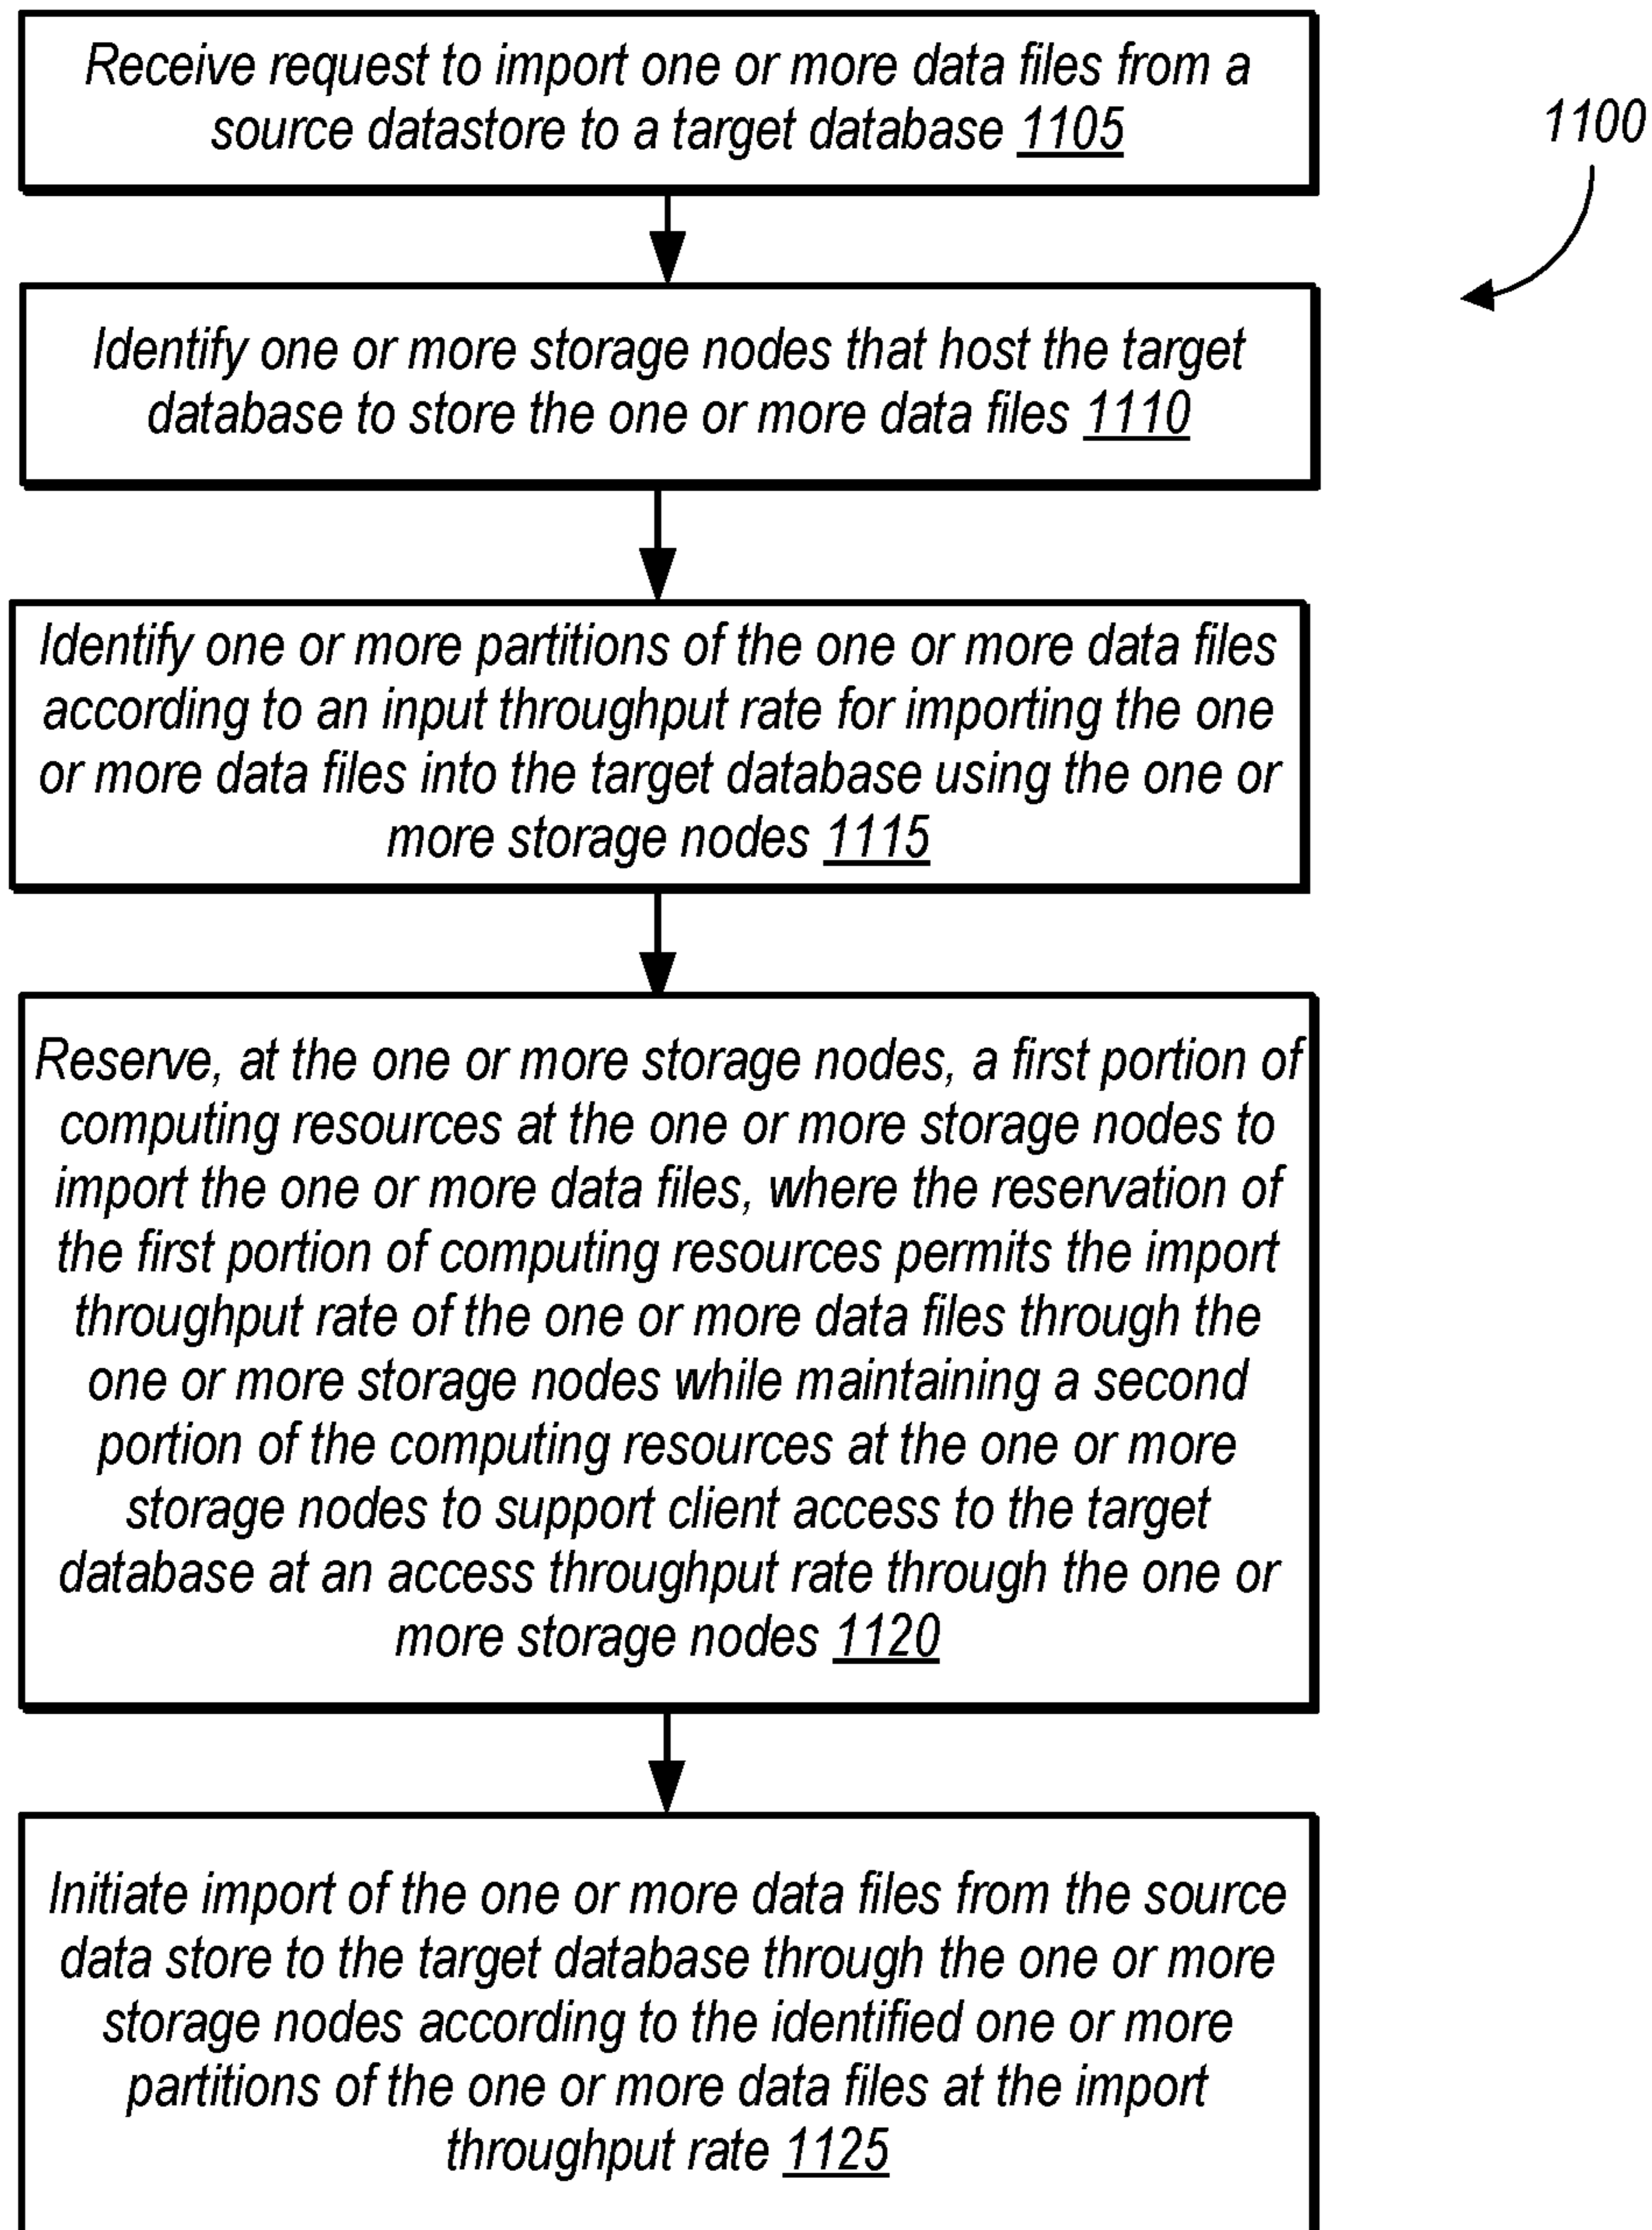 Receive request to import one or more data files from a
source datastore to a target database 1105
1100
Identify one or more storage nodes that host the target
database to store the one or more data files 1110
Identify one or more partitions of the one or more data files
according to an input throughput rate for importing the one
or more data files into the target database using the one or
more storage nodes 1115
Reserve, at the one or more storage nodes, a first portion of
computing resources at the one or more storage nodes to
import the one or more data files, where the reservation of
the first portion of computing resources permits the import
throughput rate of the one or more data files through the
one or more storage nodes while maintaining a second
portion of the computing resources at the one or more
storage nodes to support client access to the target
database at an access throughput rate through the one or
more storage nodes 1120
Initiate import of the one or more data files from the source
data store to the target database through the one or more
storage nodes according to the identified one or more
partitions of the one or more data files at the import
throughput rate 1125